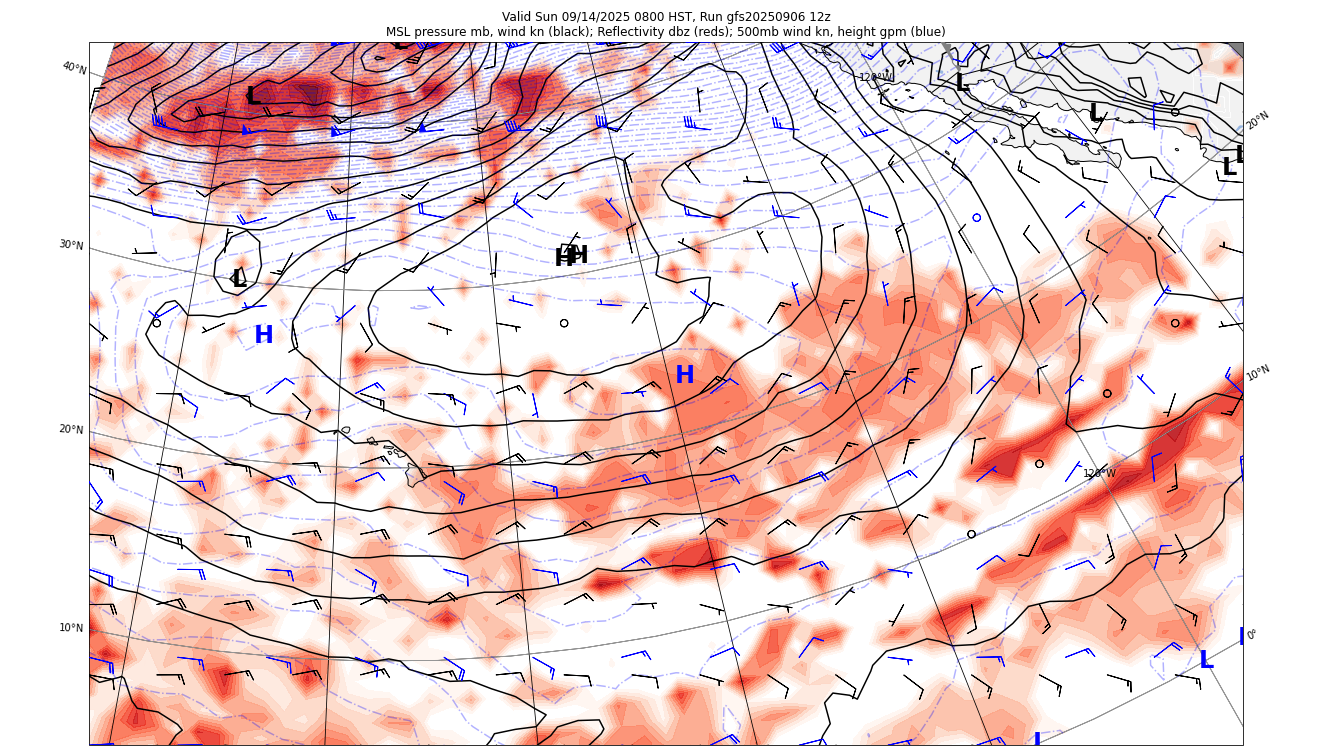 Valid Sun 09/14/2025 0800 HST, Run gfs20250906 12z
MSL pressure mb, wind kn (black); Reflectivity dbz (reds); 500mb wind kn, height gpm (blue)
L
40°N
120°W
L
L
L
20°N
L
L
30°N
H
H
L
H
H
10°N
20°N
120°W
10°N
0°
L